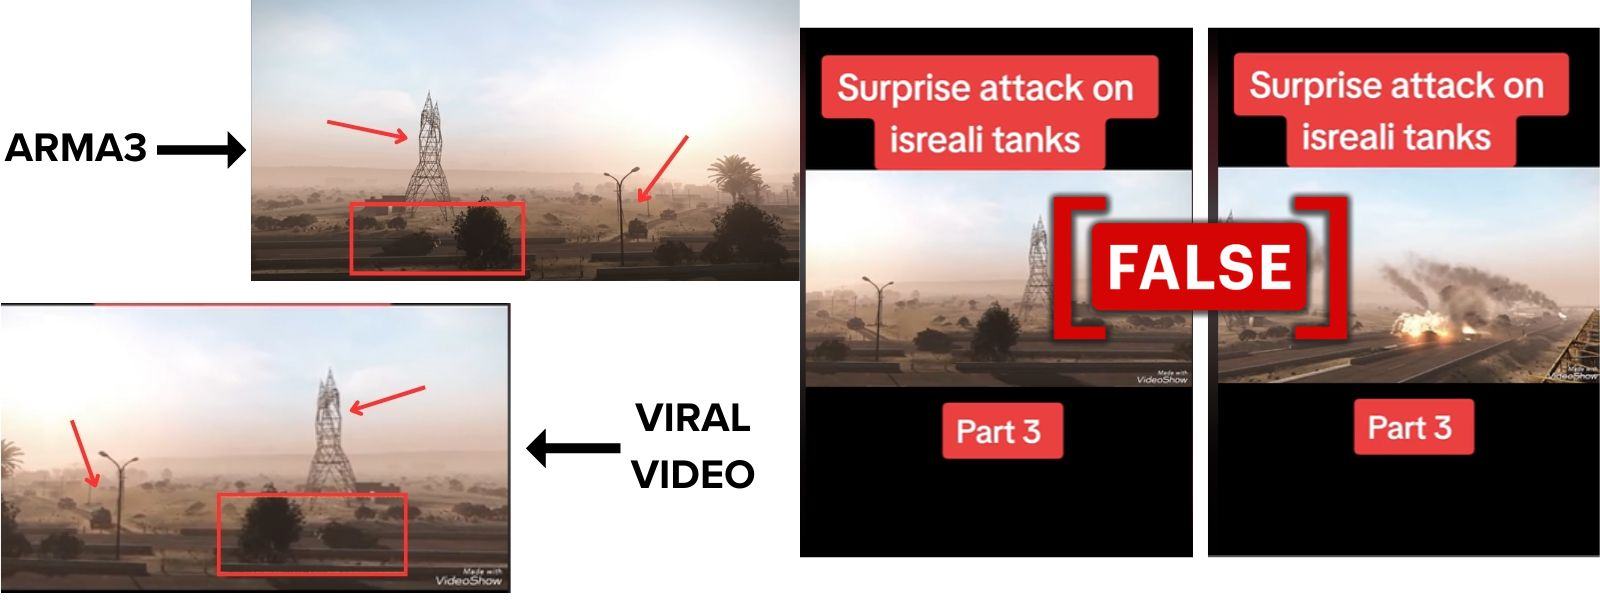 ARMA3
VIRAL
VIDEO
Made with
VideoShow
Surprise attack on
isreali tanks
Made with
VideoShow
Part 3
Surprise attack on
isreali tanks
Made with
VideoShow
Part 3
[FALSE]